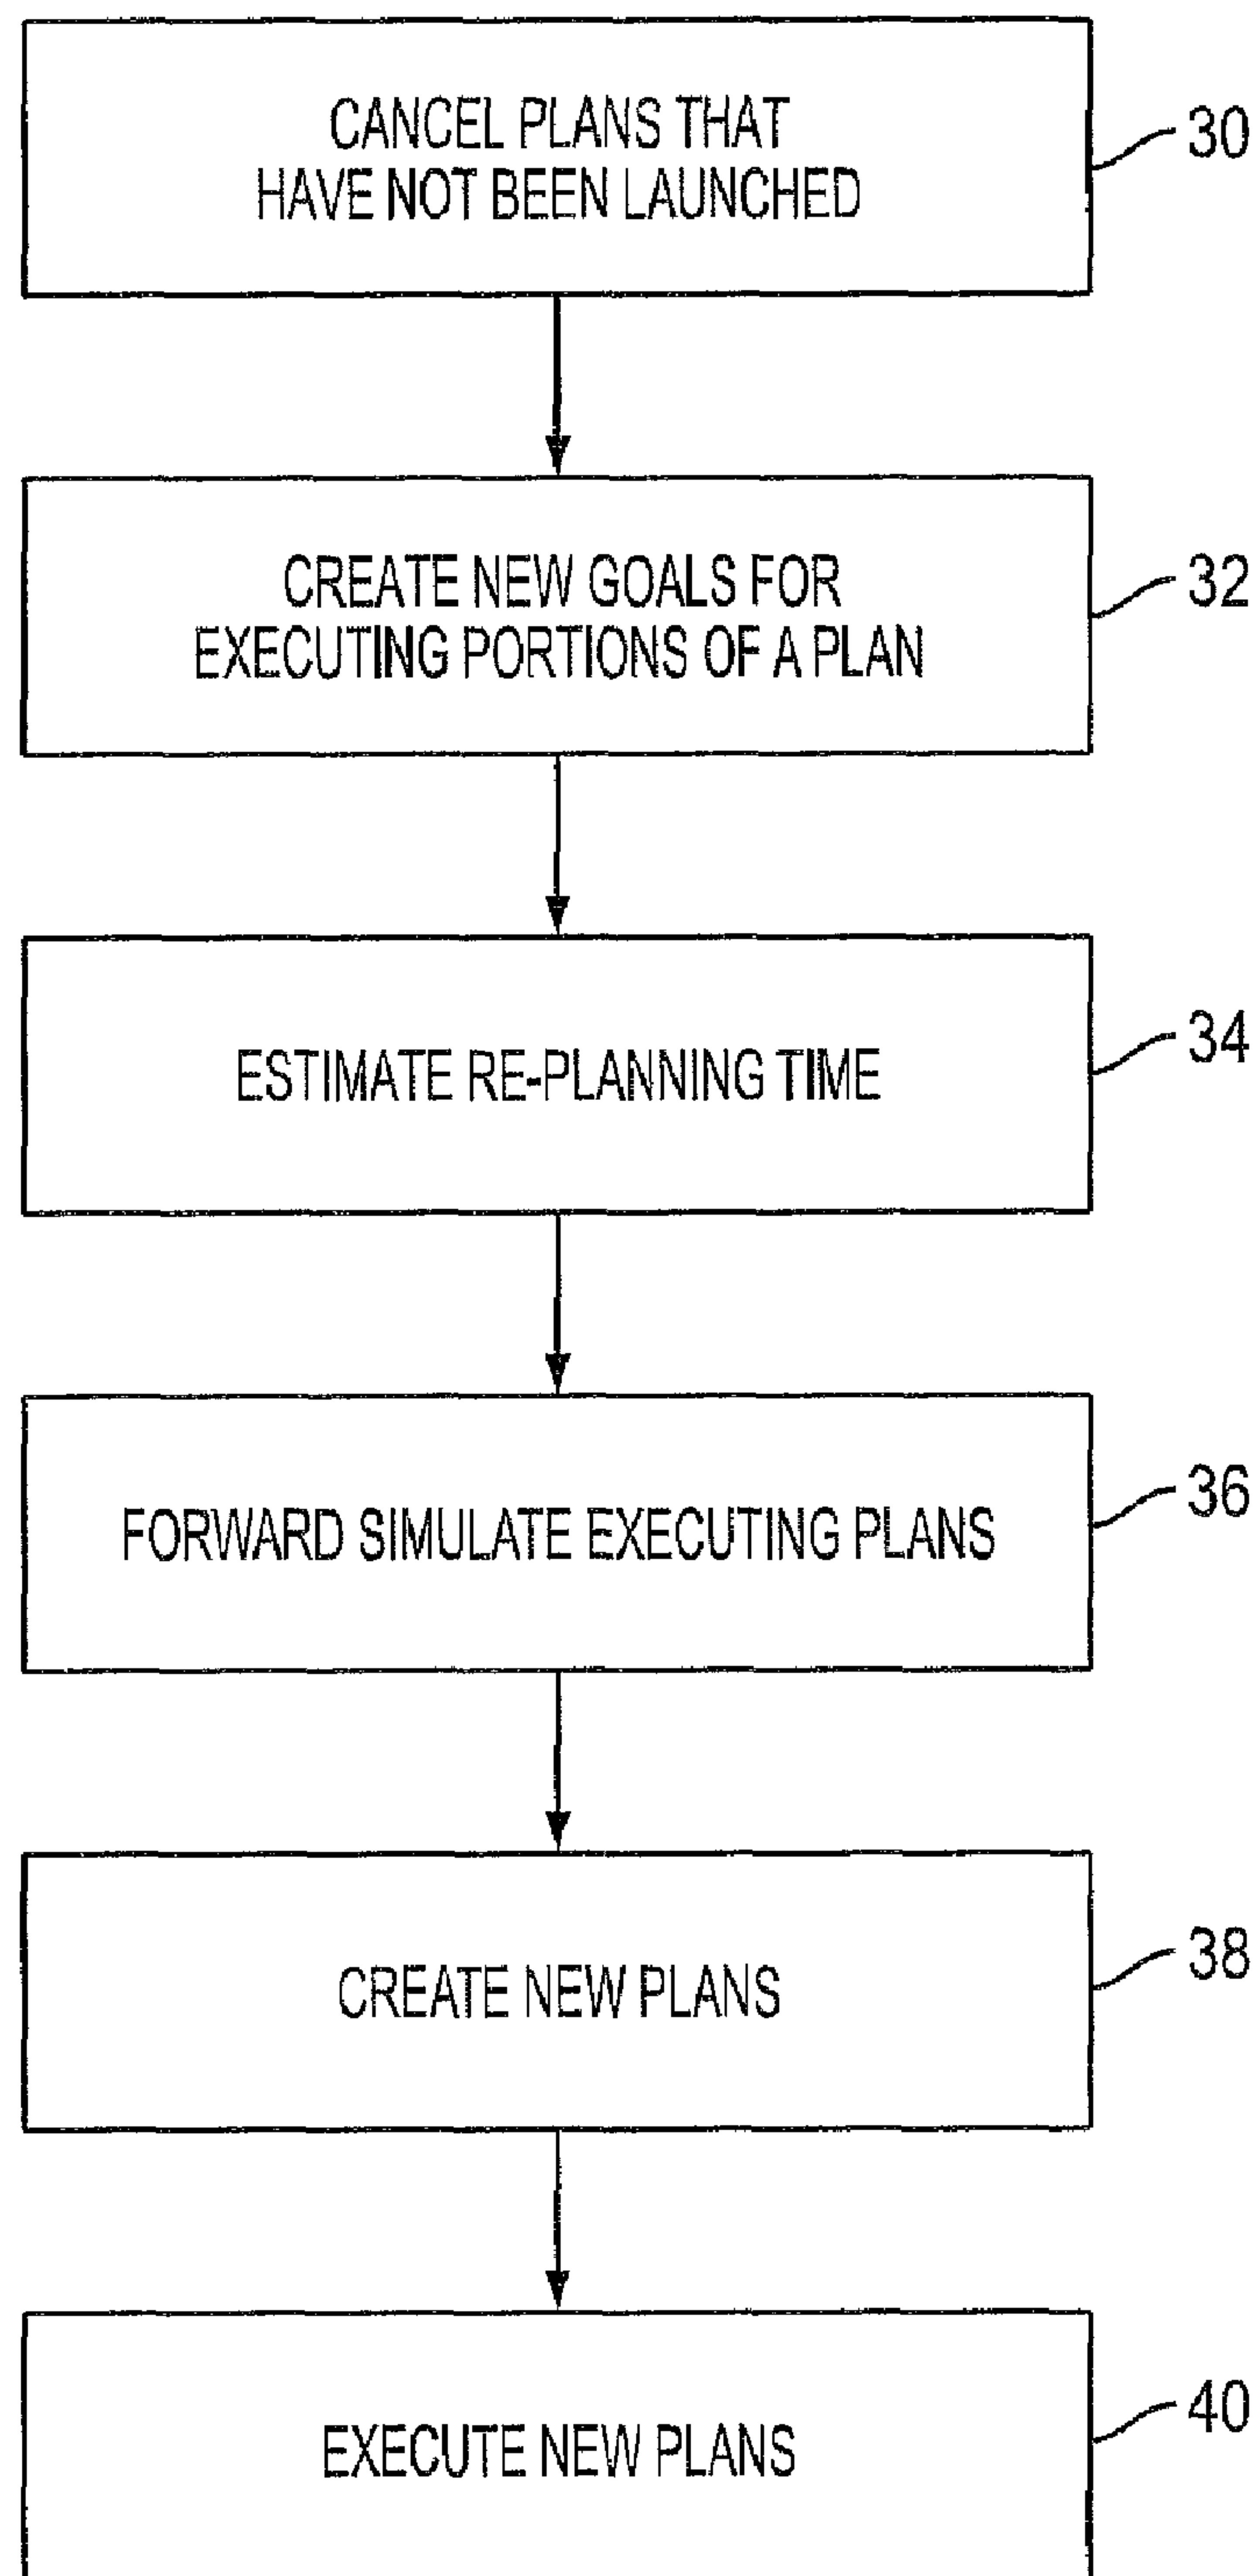 CANCEL PLANS THAT
HAVE NOT BEEN LAUNCHED
30
CREATE NEW GOALS FOR
EXECUTING PORTIONS OF A PLAN
32
ESTIMATE RE-PLANNING TIME
34
FORWARD SIMULATE EXECUTING PLANS
36
CREATE NEW PLANS
38
EXECUTE NEW PLANS
40